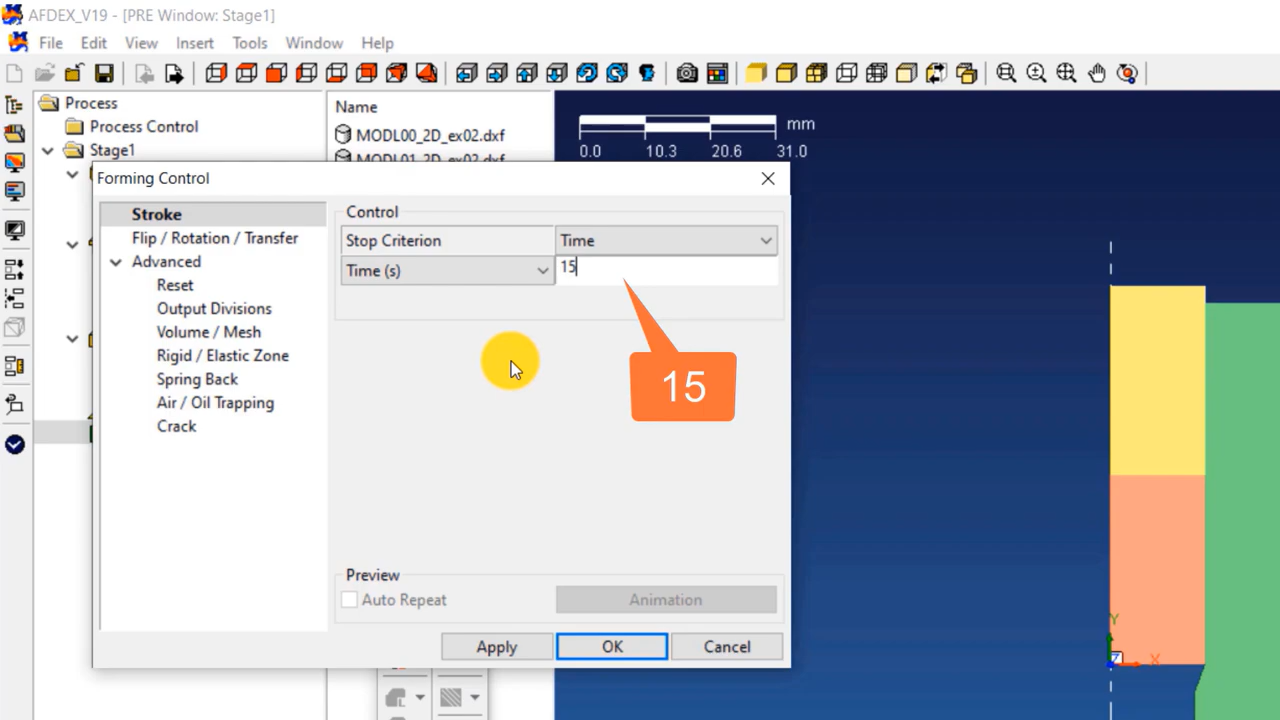 AFDEX_V19 - [PRE Window: Stage1]
File Edit View Insert Tools Window Help
Process
Process Control
Stage1
Name
MODL00_2D_ex02.dxf
MODL01_2D_ex02.dxf
mm
0.0 10.3 20.6 31.0
Forming Control
Stroke
Flip / Rotation / Transfer
Advanced
Reset
Output Divisions
Volume / Mesh
Rigid / Elastic Zone
Spring Back
Air / Oil Trapping
Crack
Control
Stop Criterion Time
Time (s) 15
15
Preview
Auto Repeat Animation
Apply OK Cancel
Y
Z X